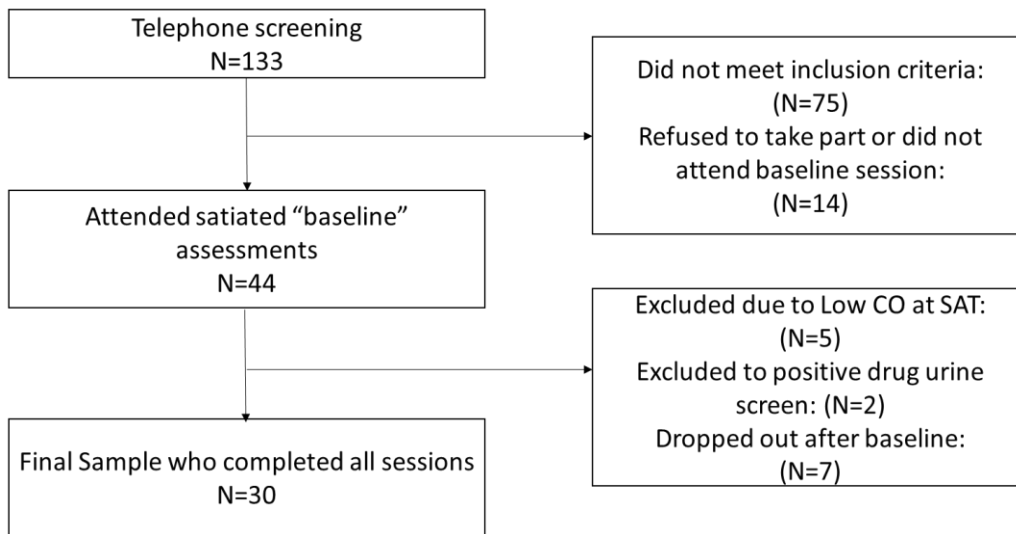 Telephone screening
N=133
Did not meet inclusion criteria:
(N=75)
Refused to take part or did not
attend baseline session:
(N=14)
Attended satiated “baseline”
assessments
N=44
Excluded due to Low CO at SAT:
(N=5)
Excluded to positive drug urine
screen: (N=2)
Dropped out after baseline:
(N=7)
Final Sample who completed all sessions
N=30